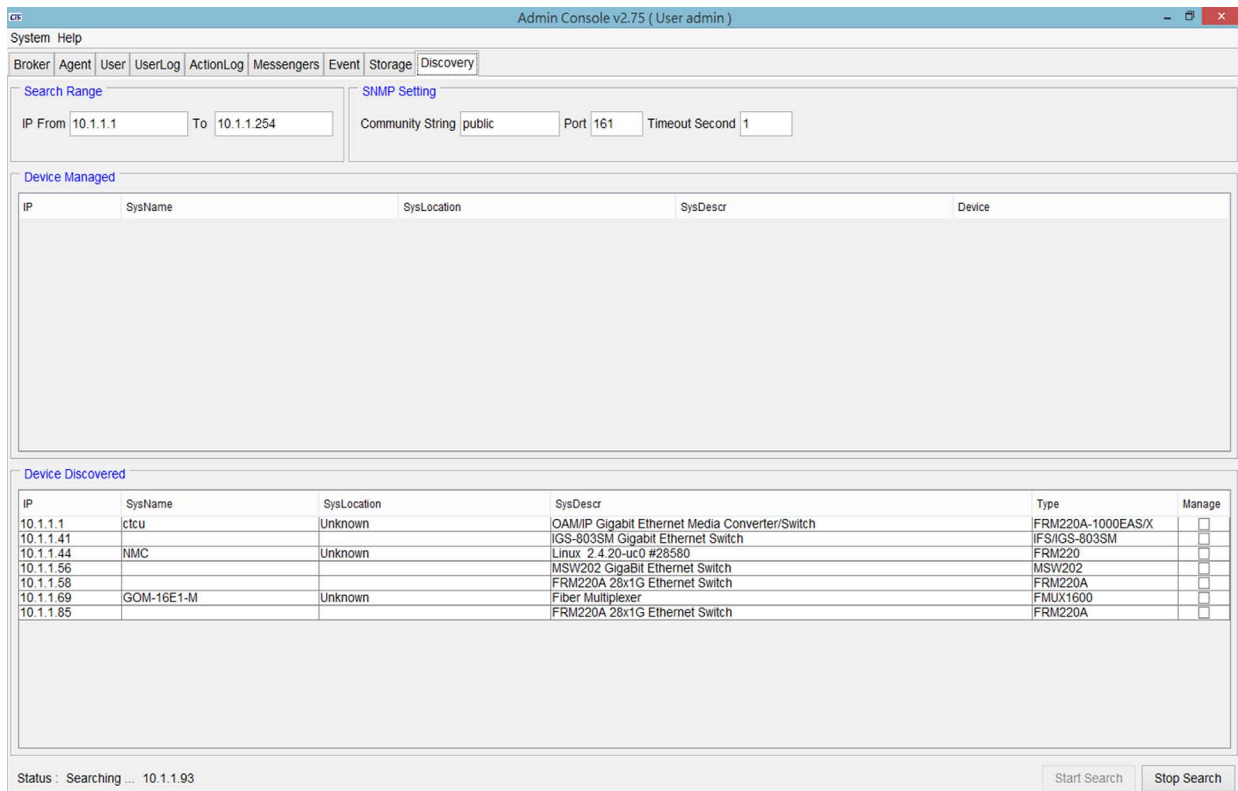 CTS Admin Console v2.75 ( User admin )
System Help
Broker Agent User UserLog ActionLog Messengers Event Storage Discovery
Search Range SNMP Setting
IP From 10.1.1.1 To 10.1.1.254 Community String public Port 161 Timeout Second 1
Device Managed
IP SysName SysLocation SysDescr Device
Device Discovered
IP SysName SysLocation SysDescr Type Manage
10.1.1.1 ctcu Unknown OAM/IP Gigabit Ethernet Media Converter/Switch FRM220A-1000EAS/X
10.1.1.41 IGS-803SM Gigabit Ethernet Switch IFS/IGS-803SM
10.1.1.44 NMC Unknown Linux 2.4.20-uc0 #28580 FRM220
10.1.1.56 MSW202 GigaBit Ethernet Switch MSW202
10.1.1.58 FRM220A 28x1G Ethernet Switch FRM220A
10.1.1.69 GOM-16E1-M Unknown Fiber Multiplexer FMUX1600
10.1.1.85 FRM220A 28x1G Ethernet Switch FRM220A
Status : Searching ... 10.1.1.93 Start Search Stop Search